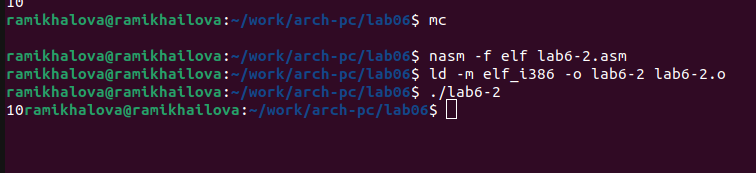 10
ramikhalova@ramikhailova:~/work/arch-pc/lab06$ mc
ramikhalova@ramikhailova:~/work/arch-pc/lab06$ nasm -f elf lab6-2.asm
ramikhalova@ramikhailova:~/work/arch-pc/lab06$ ld -m elf_i386 -o lab6-2 lab6-2.o
ramikhalova@ramikhailova:~/work/arch-pc/lab06$ ./lab6-2
10ramikhalova@ramikhailova:~/work/arch-pc/lab06$